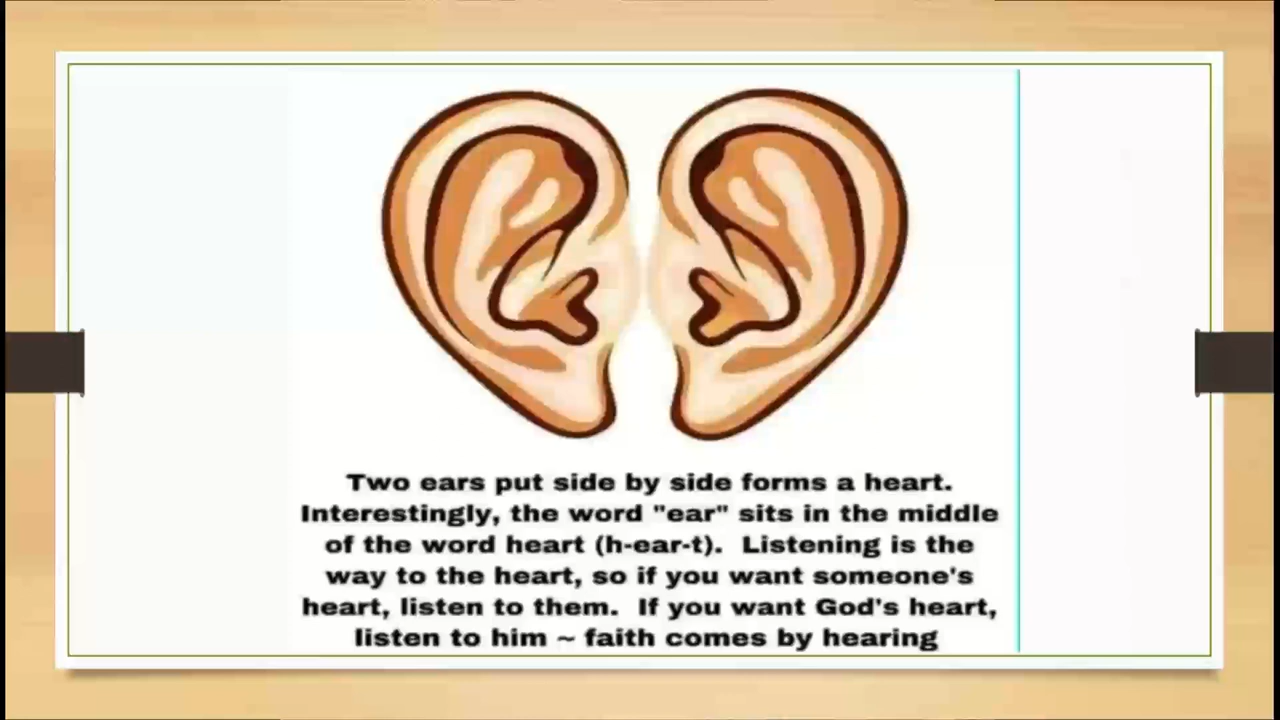 Two ears put side by side forms a heart.
Interestingly, the word "ear" sits in the middle
of the word heart (h-ear-t).  Listening is the
way to the heart, so if you want someone's
heart, listen to them.  If you want God's heart,
listen to him ~ faith comes by hearing